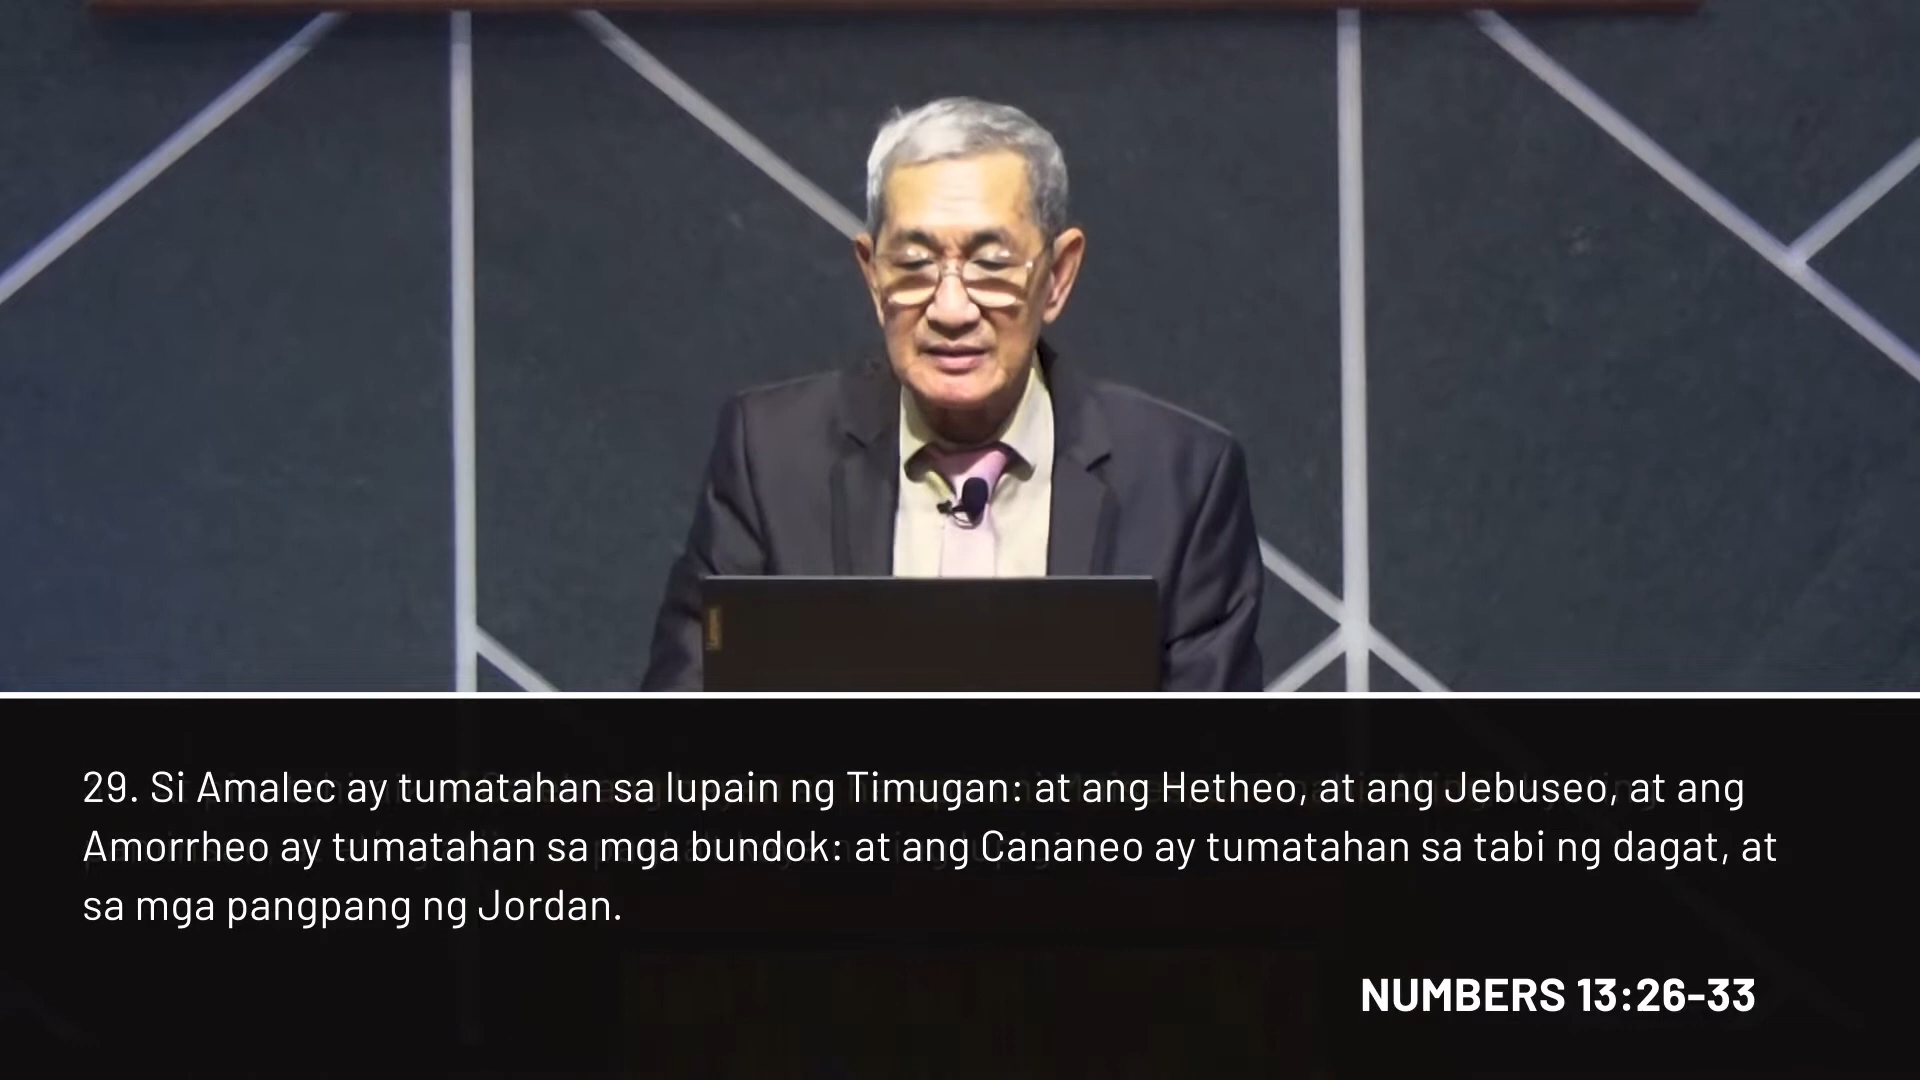 29. Si Amalec ay tumatahan sa lupain ng Timugan: at ang Hetheo, at ang Jebuseo, at ang
Amorrheo ay tumatahan sa mga bundok: at ang Cananeo ay tumatahan sa tabi ng dagat, at
sa mga pangpang ng Jordan.
NUMBERS 13:26-33